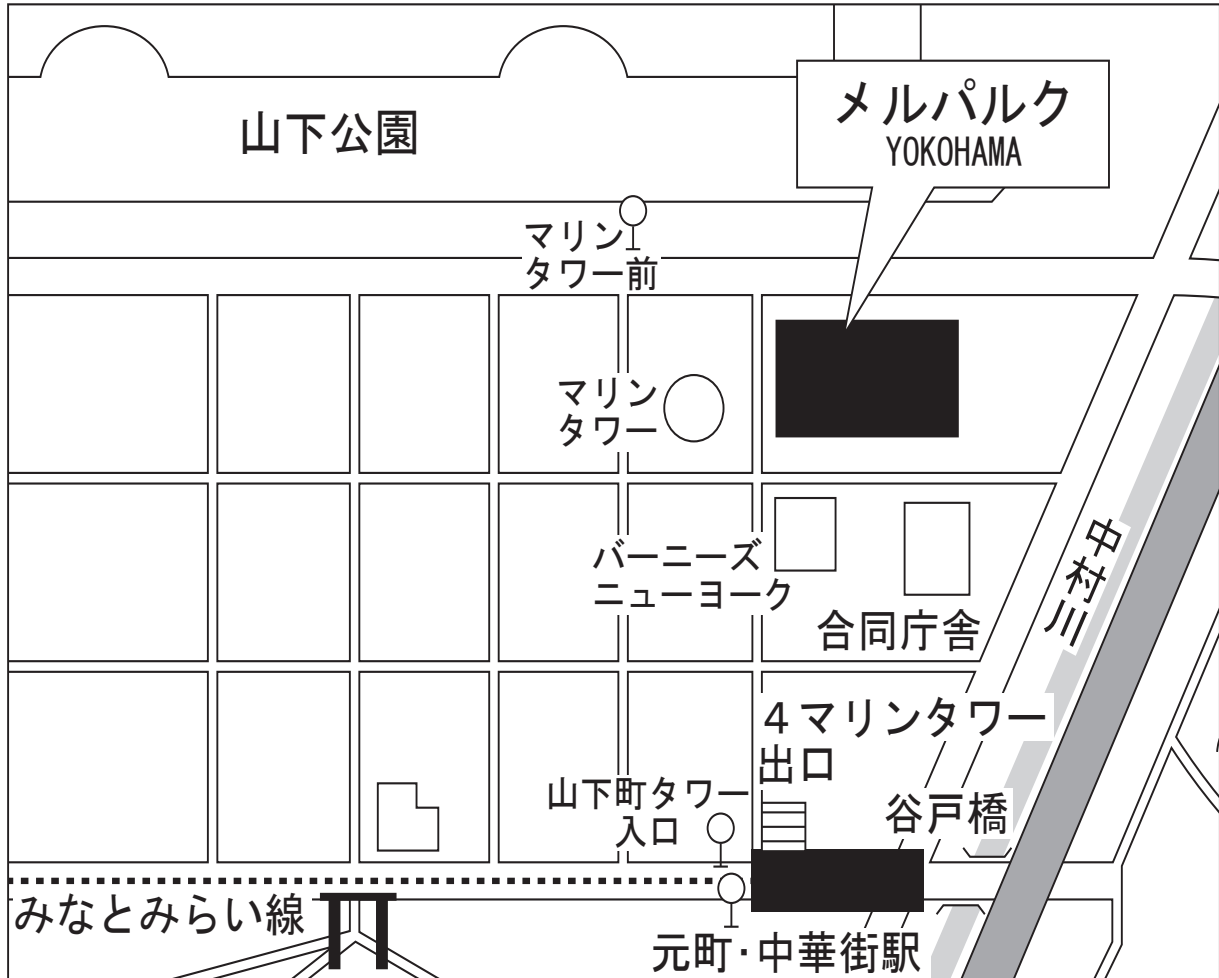 山下公園
メルパルク
YOKOHAMA
マリン
タワー前
マリン
タワー
バーニーズ
ニューヨーク
合同庁舎
中村川
4マリンタワー
出口
山下町タワー
入口
谷戸橋
みなとみらい線
元町・中華街駅